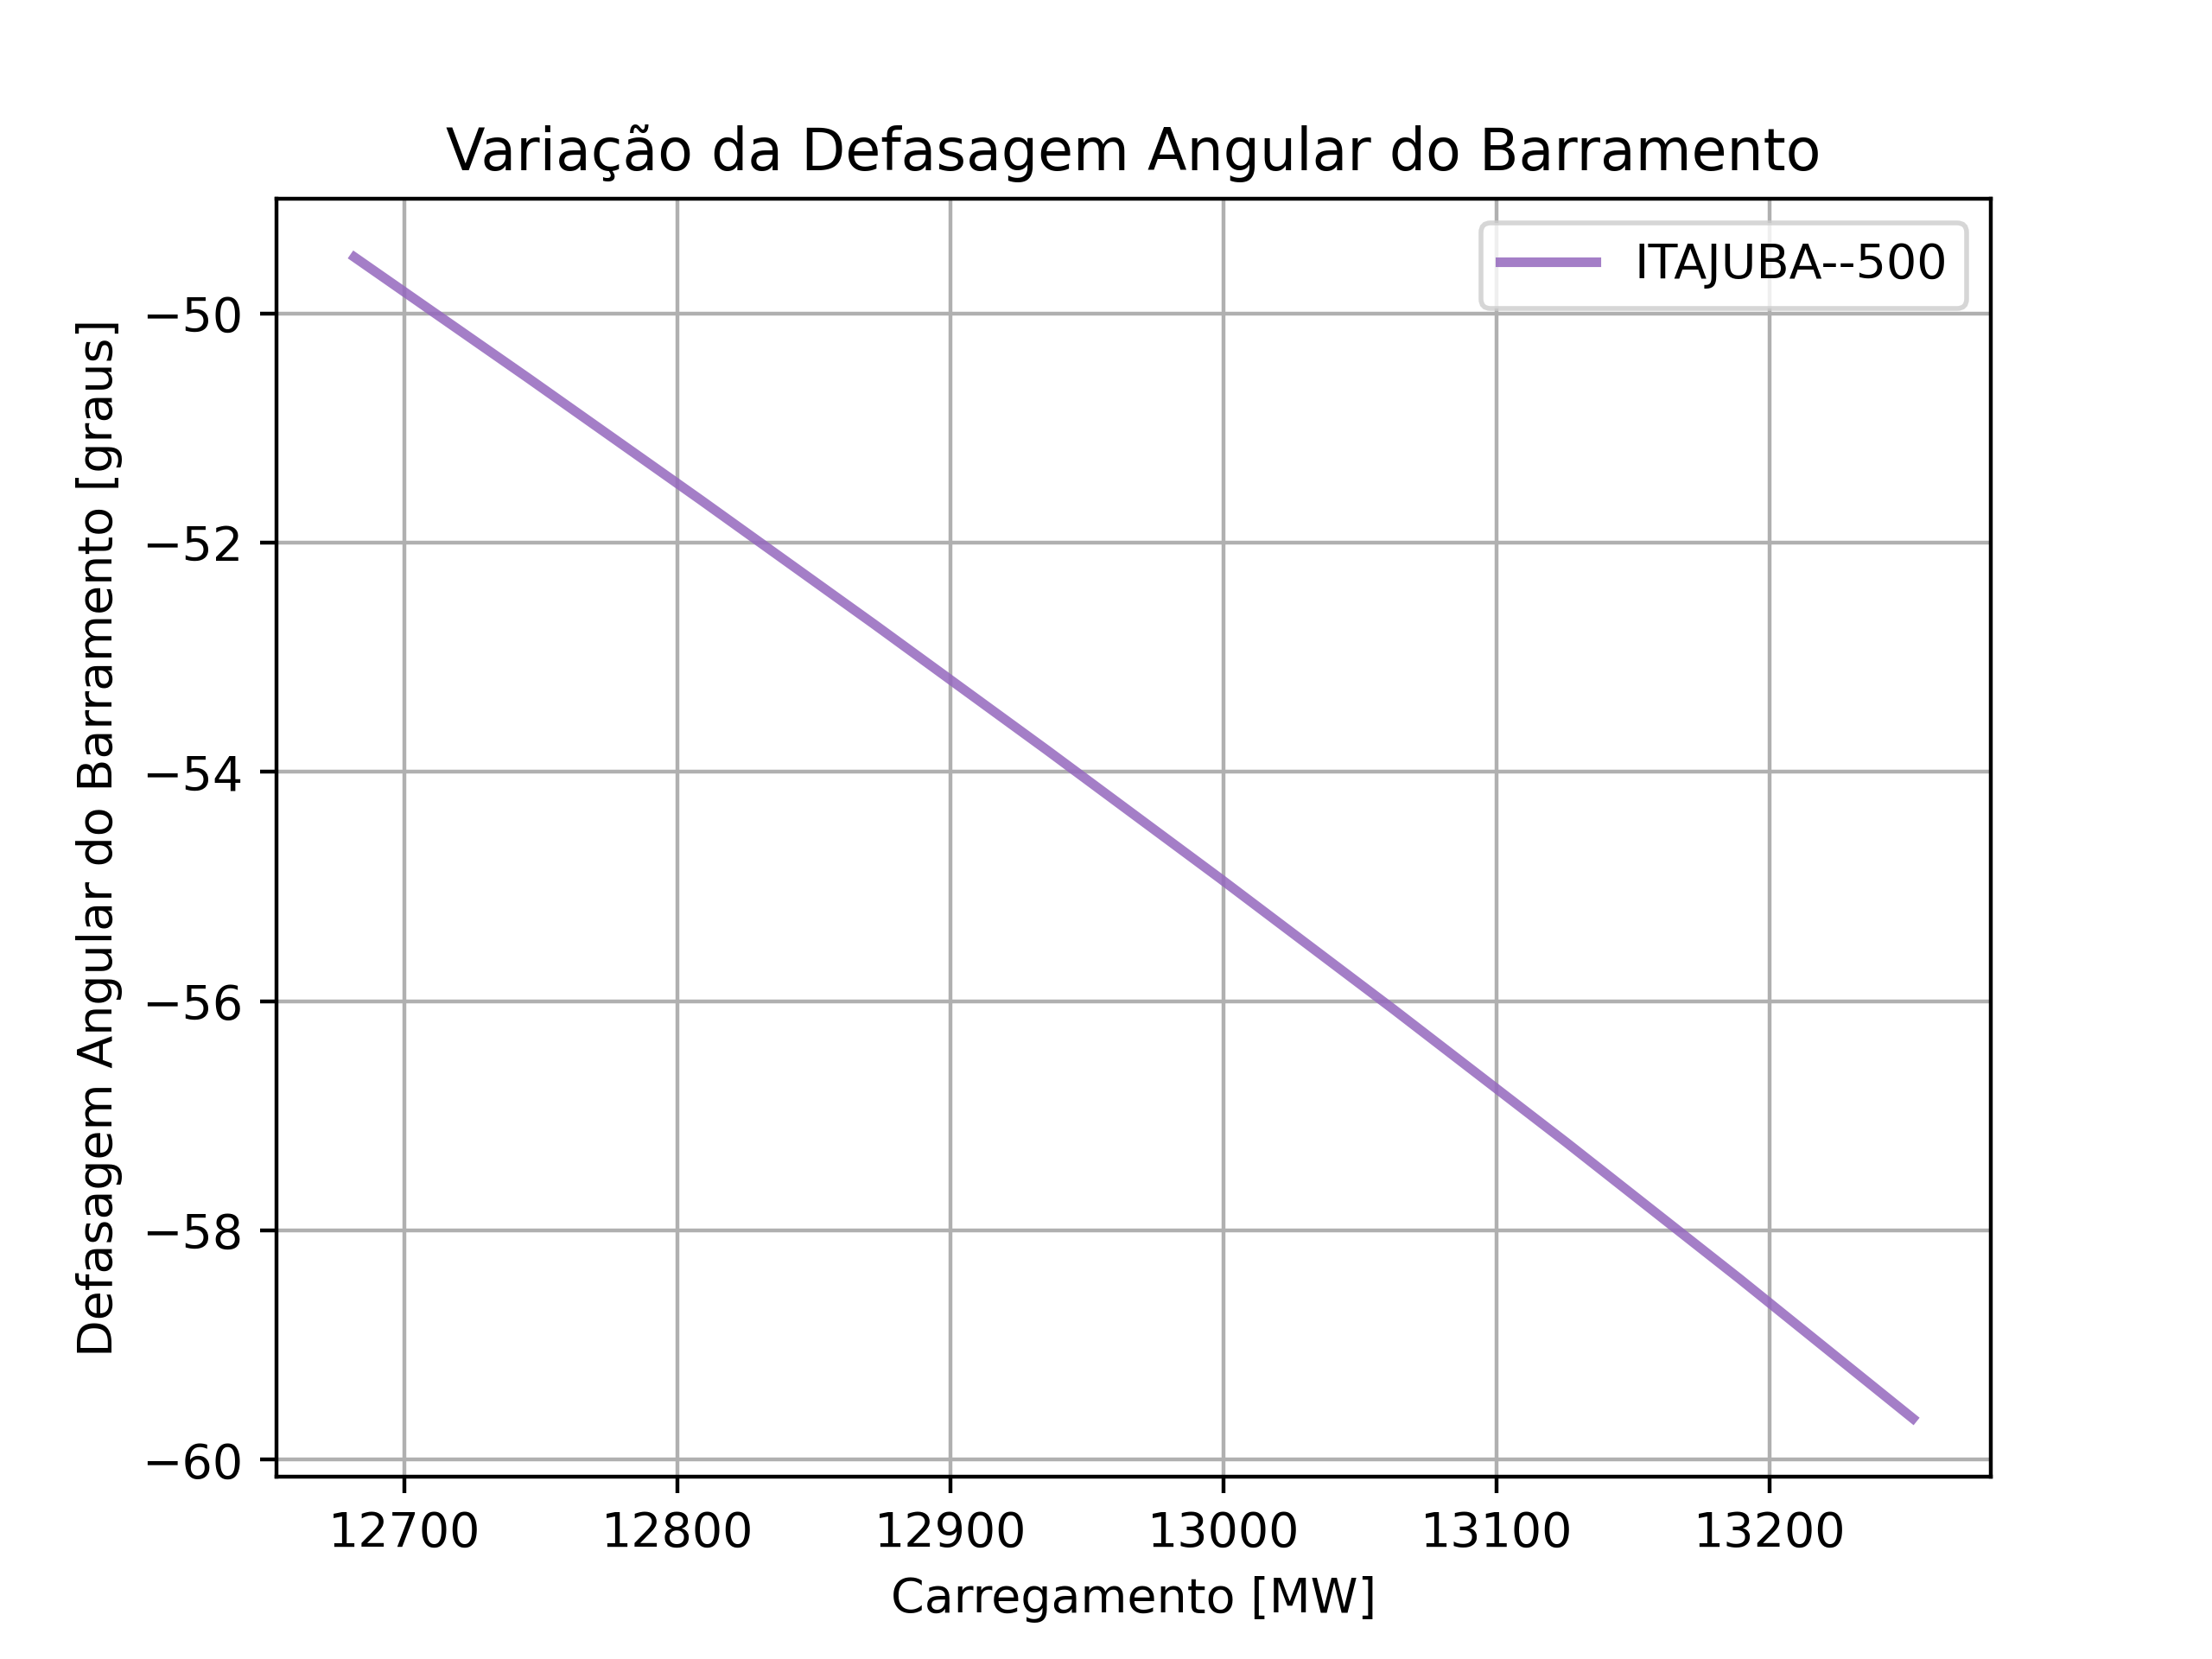 Variação da Defasagem Angular do Barramento
ITAJUBA--500
Defasagem Angular do Barramento [graus]
−50
−52
−54
−56
−58
−60
12700 12800 12900 13000 13100 13200
Carregamento [MW]